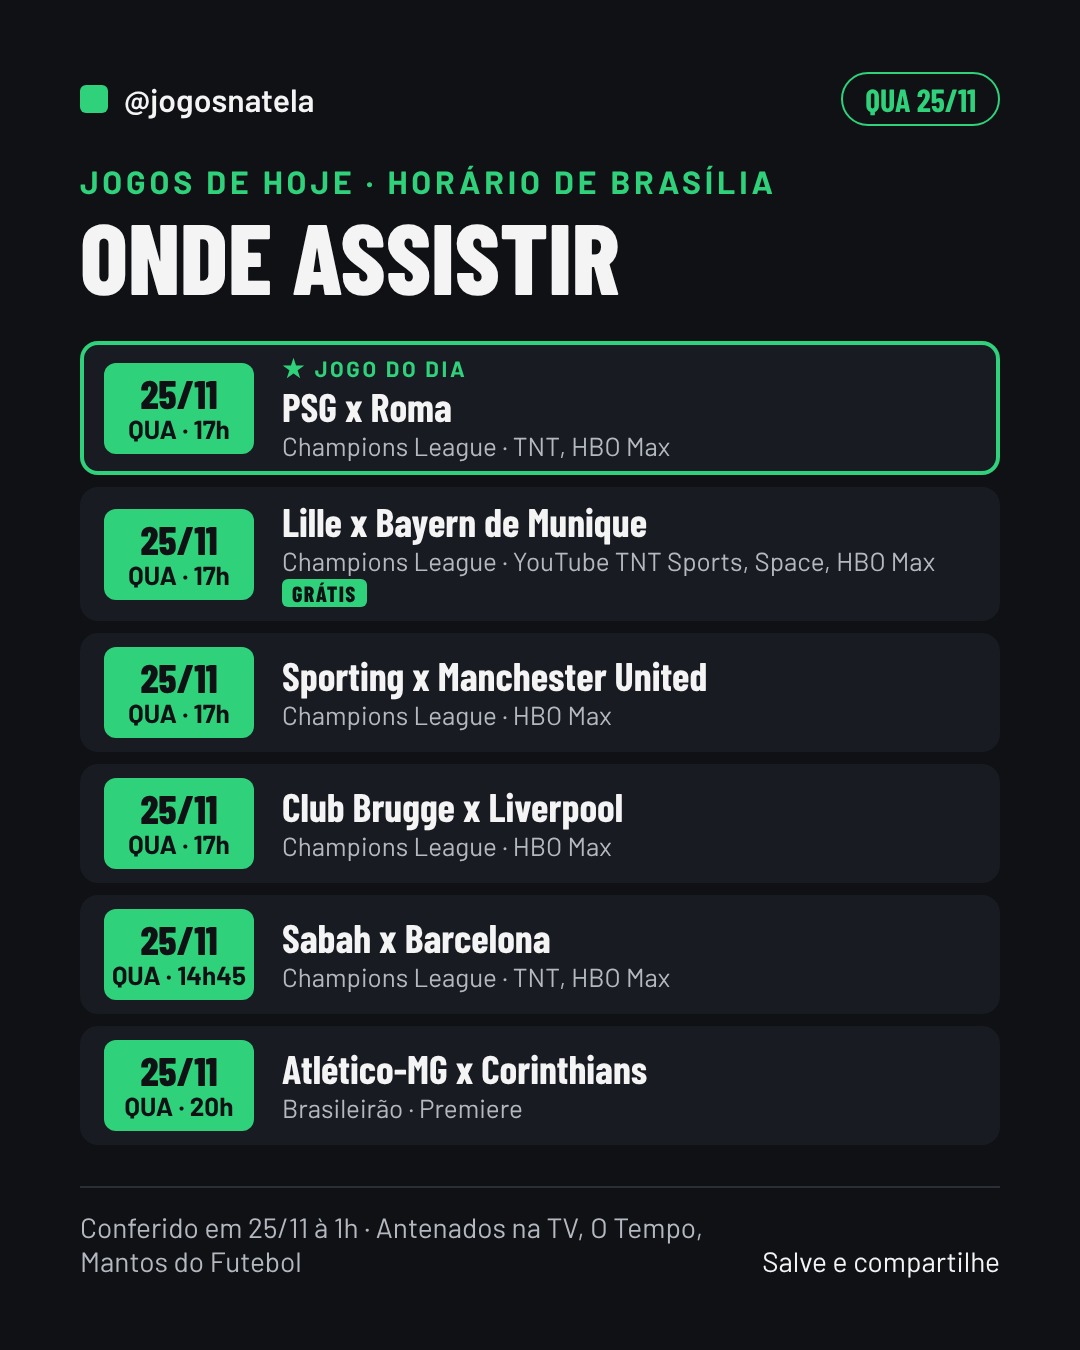 @jogosnatela
QUA 25/11
JOGOS DE HOJE · HORÁRIO DE BRASÍLIA
ONDE ASSISTIR
25/11
QUA · 17h
★ JOGO DO DIA
PSG x Roma
Champions League · TNT, HBO Max
25/11
QUA · 17h
Lille x Bayern de Munique
Champions League · YouTube TNT Sports, Space, HBO Max
GRÁTIS
25/11
QUA · 17h
Sporting x Manchester United
Champions League · HBO Max
25/11
QUA · 17h
Club Brugge x Liverpool
Champions League · HBO Max
25/11
QUA · 14h45
Sabah x Barcelona
Champions League · TNT, HBO Max
25/11
QUA · 20h
Atlético-MG x Corinthians
Brasileirão · Premiere
Conferido em 25/11 à 1h · Antenados na TV, O Tempo,
Mantos do Futebol
Salve e compartilhe